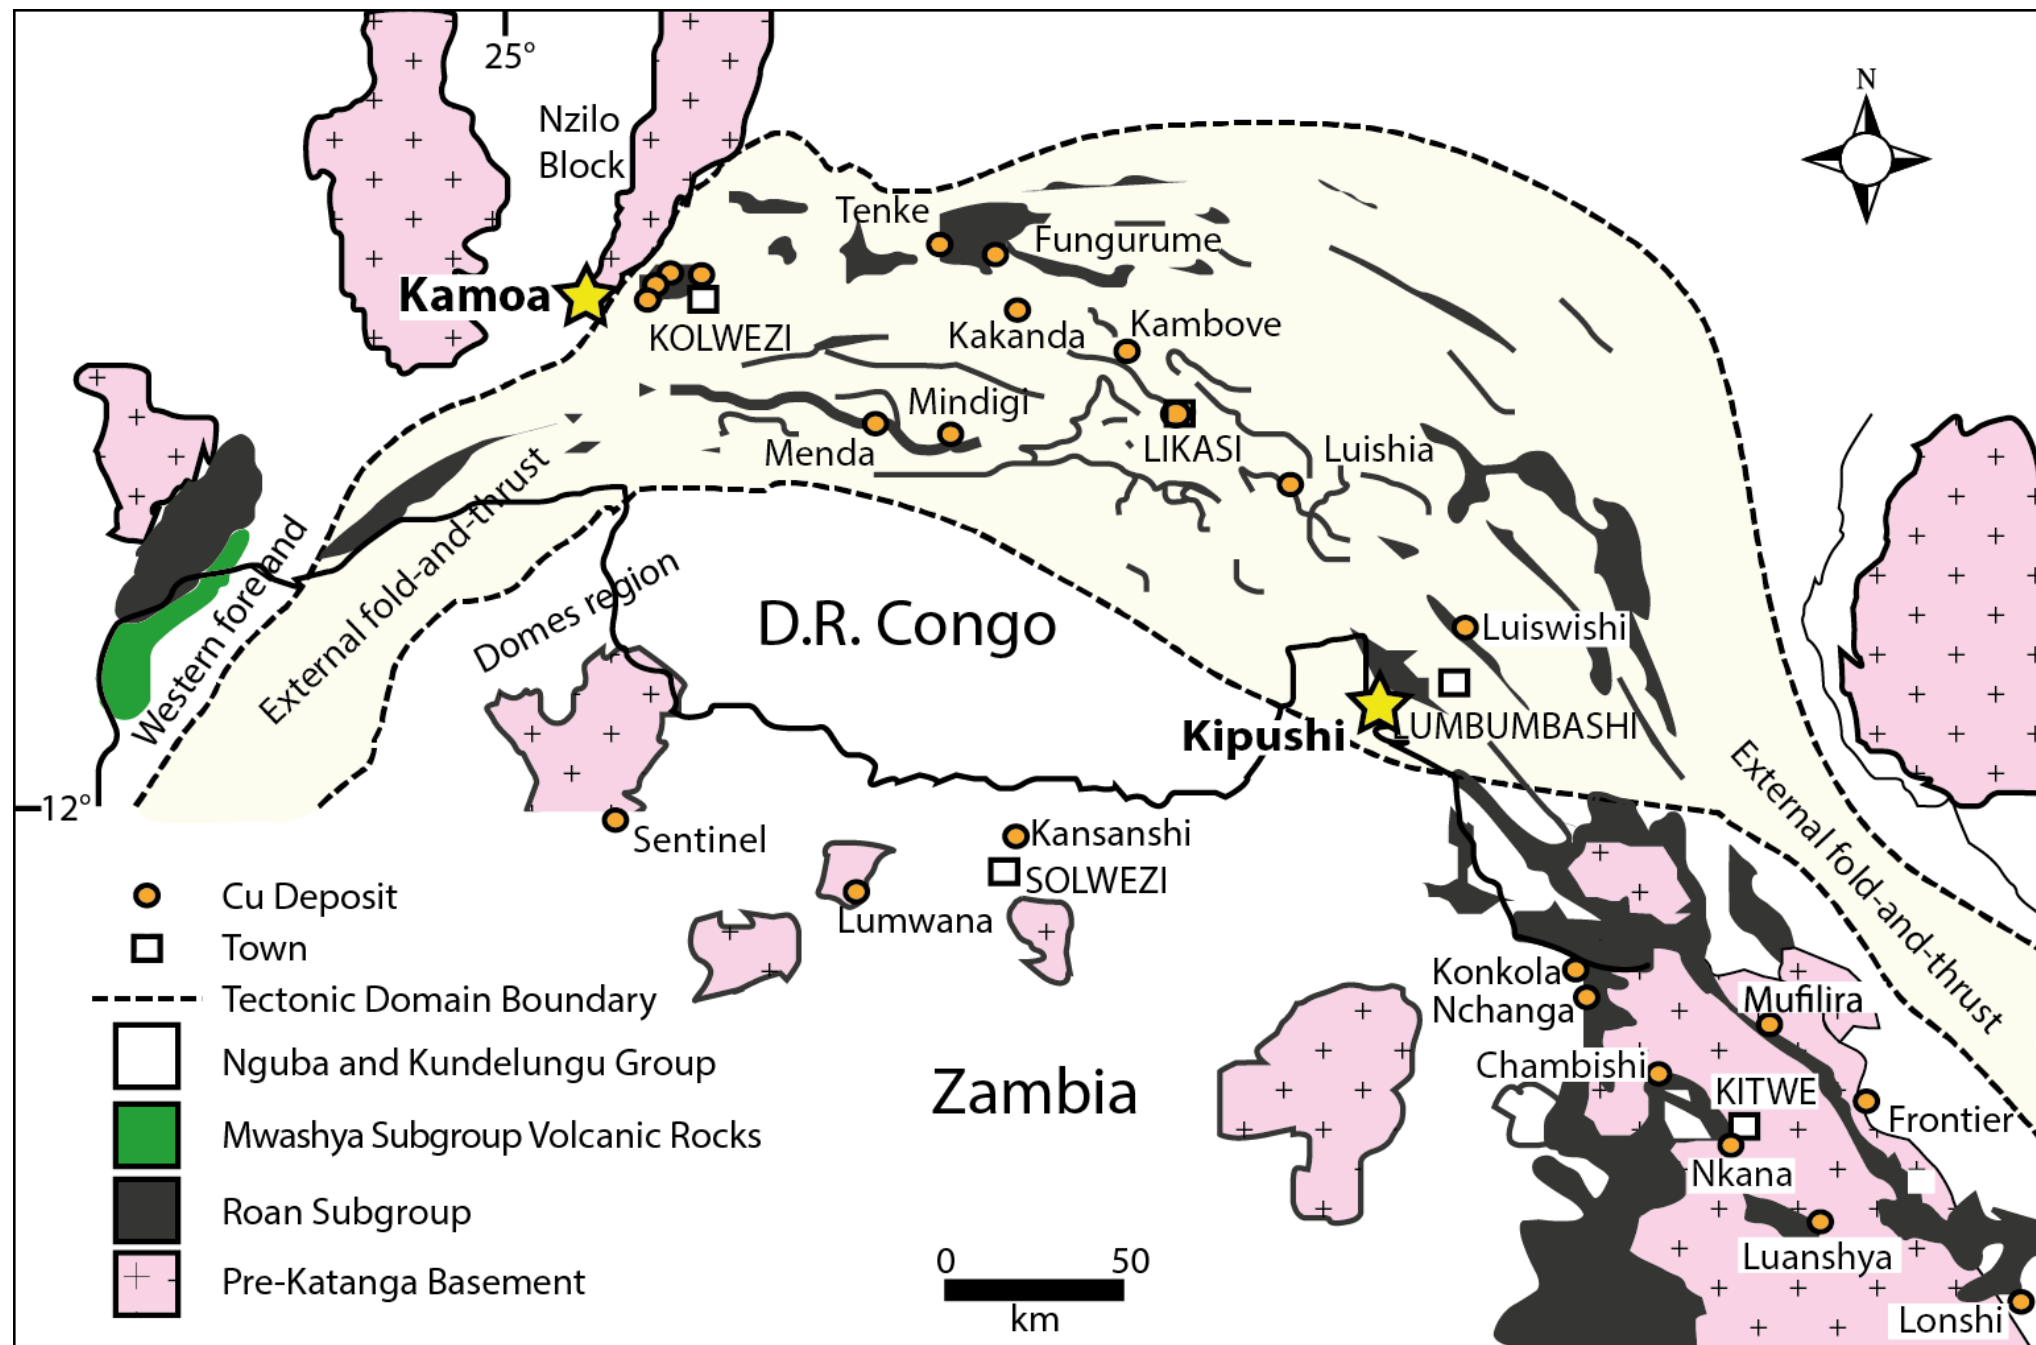 25°
N
Nzilo
Block
Tenke
Fungurume
Kamoa
KOLWEZI
Kakanda
Kambove
Mindigi
Menda
LIKASI
Luishia
Western foreland
External fold-and-thrust
Domes region
D.R. Congo
Luiswishi
LUMBUMBASHI
Kipushi
External fold-and-thrust
12°
Sentinel
Kansanshi
SOLWEZI
Lumwana
Konkola
Nchanga
Mufilira
Chambishi
KITWE
Frontier
Nkana
Luanshya
Lonshi
Zambia
Cu Deposit
Town
Tectonic Domain Boundary
Nguba and Kundelungu Group
Mwashya Subgroup Volcanic Rocks
Roan Subgroup
Pre-Katanga Basement
0 50
km